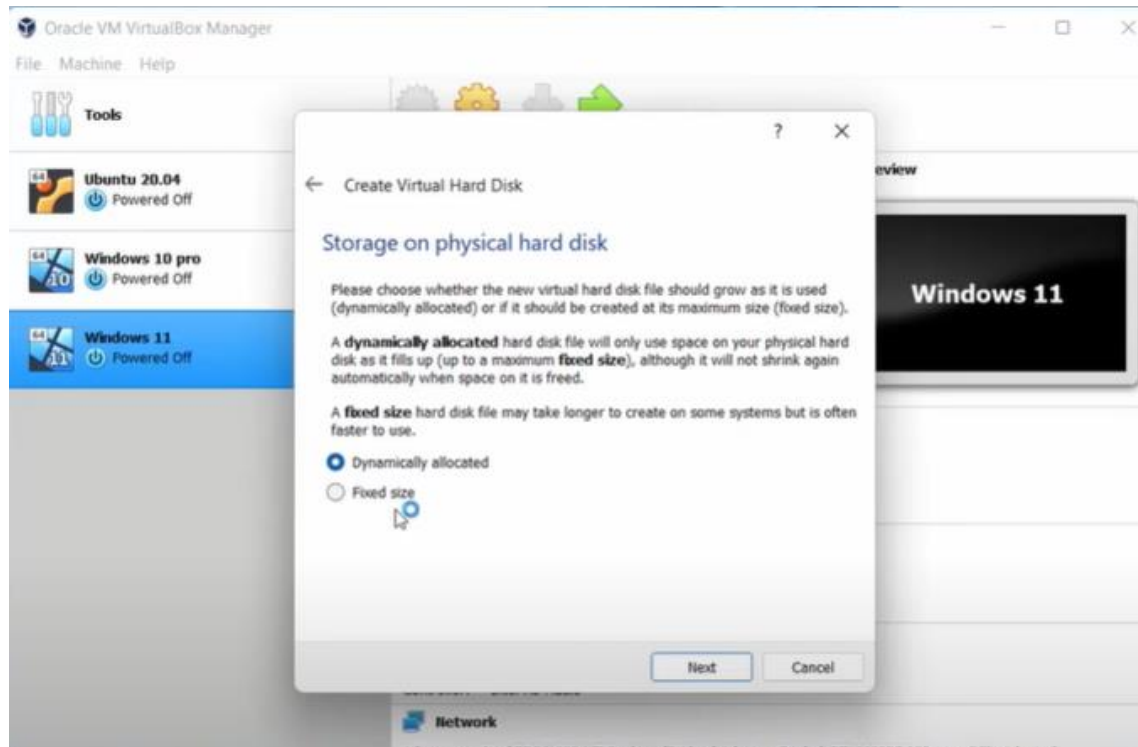 Oracle VM VirtualBox Manager
File Machine Help
Tools
64
Ubuntu 20.04
Powered Off
64
10
Windows 10 pro
Powered Off
64
11
Windows 11
Powered Off
?
Create Virtual Hard Disk
Storage on physical hard disk
Please choose whether the new virtual hard disk file should grow as it is used
(dynamically allocated) or if it should be created at its maximum size (fixed size).
A dynamically allocated hard disk file will only use space on your physical hard
disk as it fills up (up to a maximum fixed size), although it will not shrink again
automatically when space on it is freed.
A fixed size hard disk file may take longer to create on some systems but is often
faster to use.
Dynamically allocated
Fixed size
Next Cancel
eview
Windows 11
Network